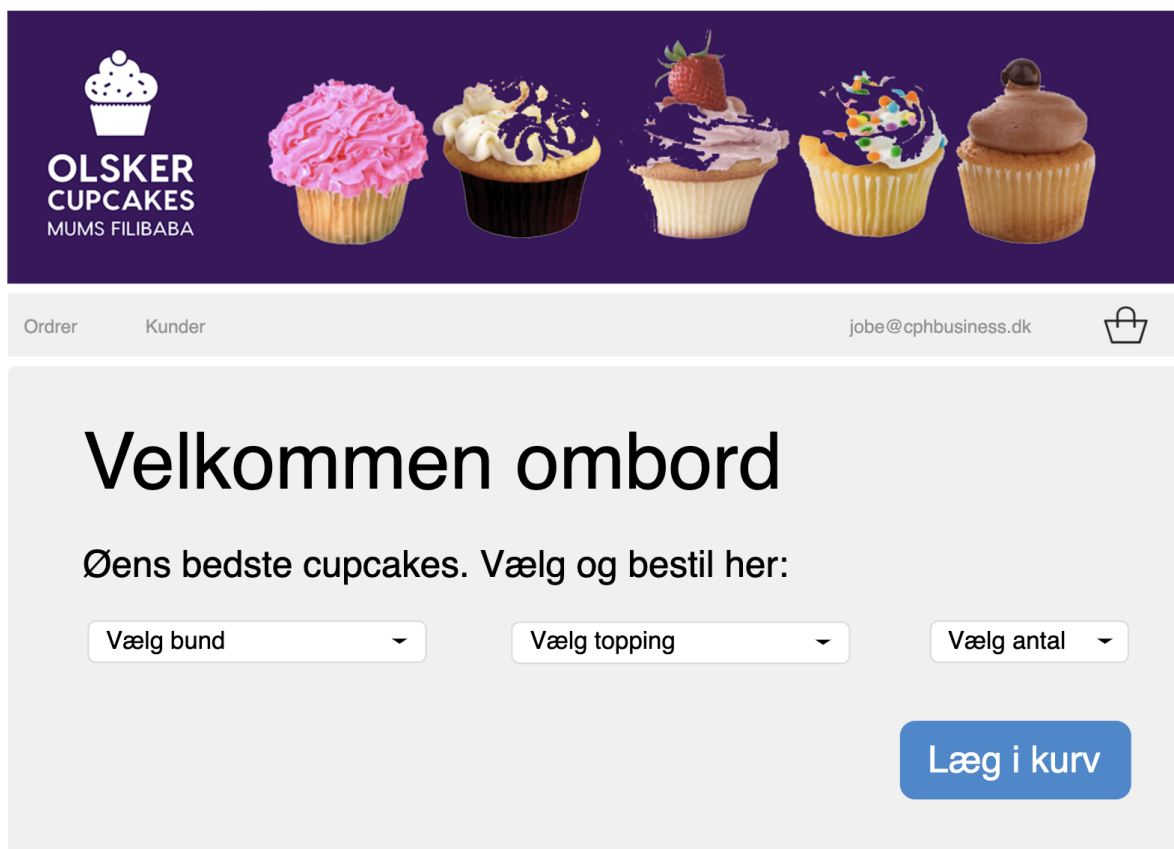 OLSKER
CUPCAKES
MUMS FILIBABA
Ordrer Kunder jobe@cphbusiness.dk
Velkommen ombord
Øens bedste cupcakes. Vælg og bestil her:
Vælg bund Vælg topping Vælg antal
Læg i kurv